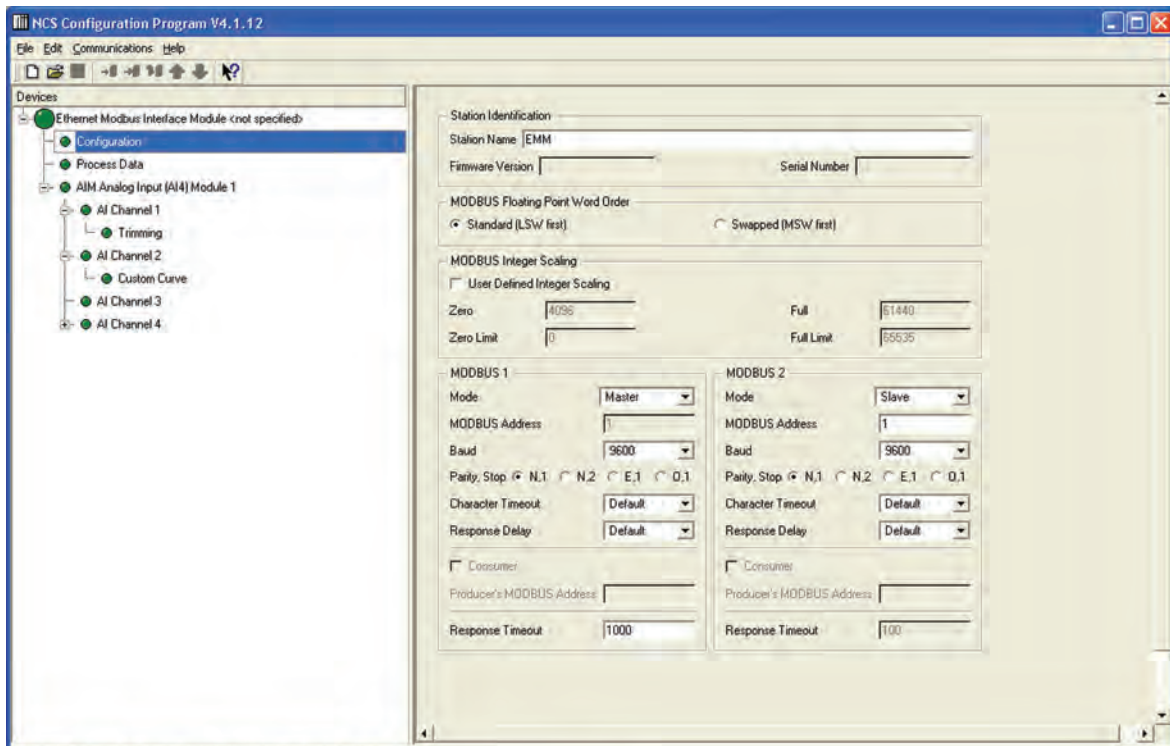 NCS Configuration Program V4.1.12
File Edit Communications Help
Devices
Ethernet Modbus Interface Module <not specified>
Configuration
Process Data
AIM Analog Input (AI4) Module 1
AI Channel 1
Trimming
AI Channel 2
Custom Curve
AI Channel 3
AI Channel 4
Station Identification
Station Name EMM
Firmware Version Serial Number
MODBUS Floating Point Word Order
Standard (LSW first) Swapped (MSW first)
MODBUS Integer Scaling
User Defined Integer Scaling
Zero 4096 Full 61440
Zero Limit 0 Full Limit 65535
MODBUS 1
Mode Master
MODBUS Address 1
Baud 9600
Parity, Stop N,1 N,2 E,1 O,1
Character Timeout Default
Response Delay Default
Consumer
Producer's MODBUS Address
Response Timeout 1000
MODBUS 2
Mode Slave
MODBUS Address 1
Baud 9600
Parity, Stop N,1 N,2 E,1 O,1
Character Timeout Default
Response Delay Default
Consumer
Producer's MODBUS Address
Response Timeout 100